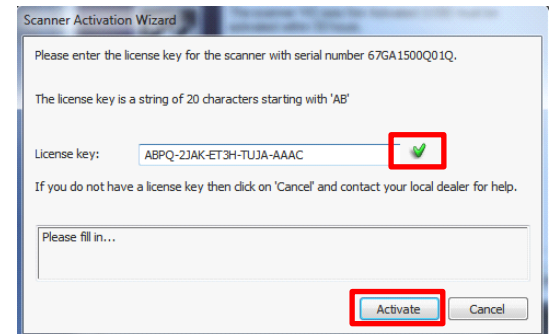 Scanner Activation Wizard
Please enter the license key for the scanner with serial number 67GA1500Q01Q.
The license key is a string of 20 characters starting with 'AB'
License key: ABPQ-2JAK-ET3H-TUJA-AAAC
If you do not have a license key then click on 'Cancel' and contact your local dealer for help.
Please fill in...
Activate Cancel